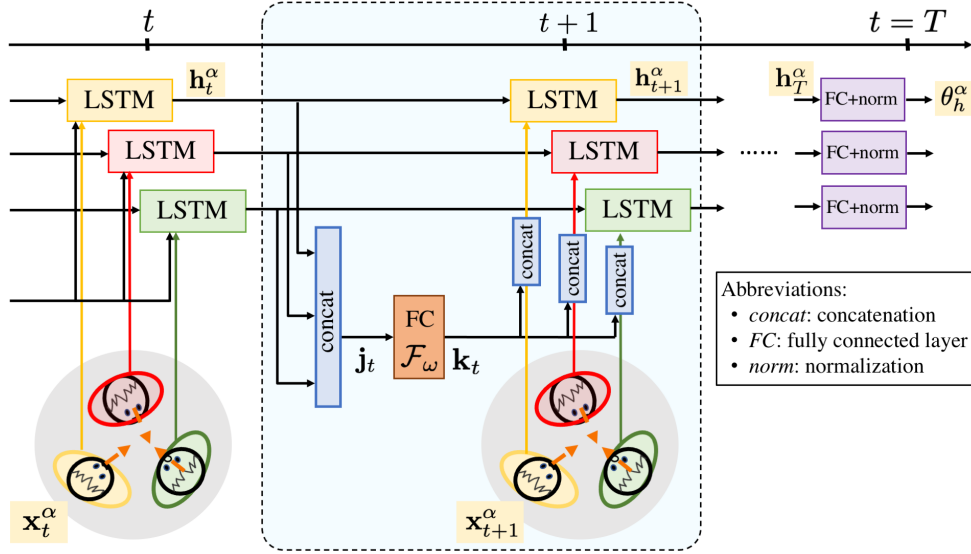 t
t + 1
t = T
h_t^α
h_{t+1}^α
h_T^α
θ_h^α
LSTM
LSTM
FC+norm
LSTM
LSTM
......
FC+norm
LSTM
LSTM
FC+norm
concat
concat
concat
concat
FC
F_ω
j_t
k_t
Abbreviations:
• concat: concatenation
• FC: fully connected layer
• norm: normalization
x_t^α
x_{t+1}^α